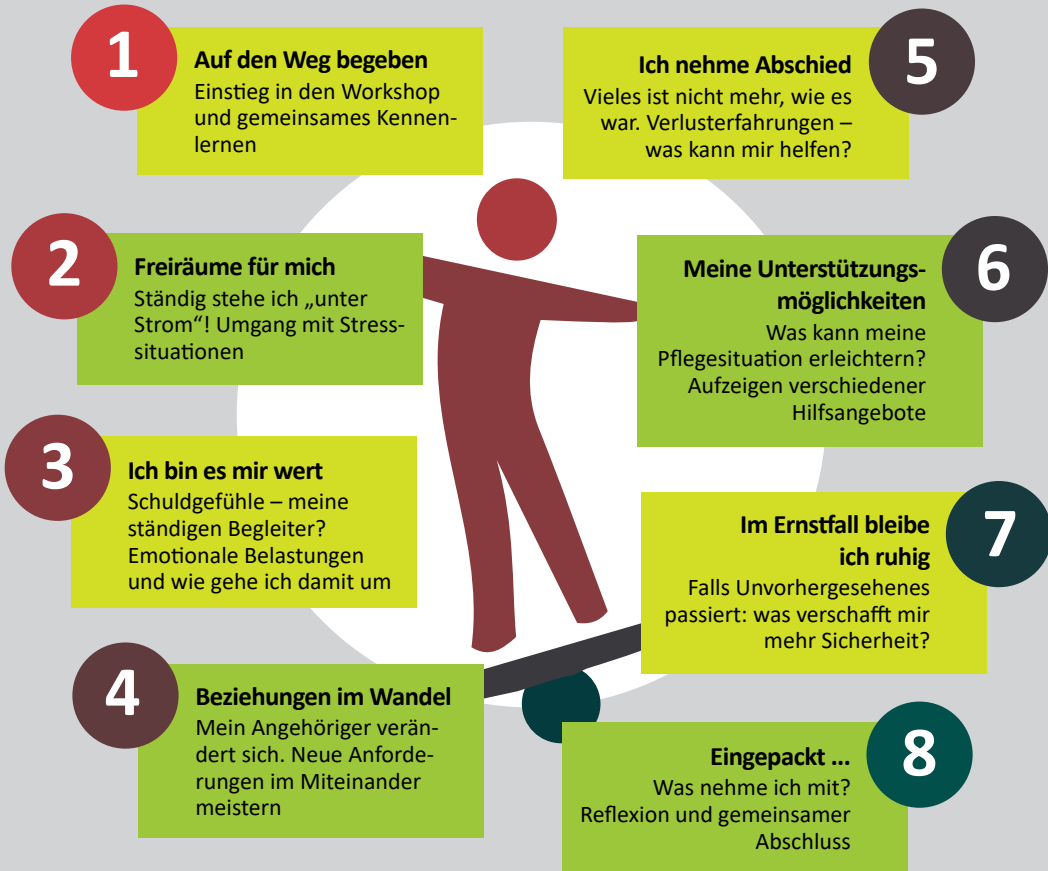 1
Auf den Weg begeben
Einstieg in den Workshop
und gemeinsames Kennen-
lernen
2
Freiräume für mich
Ständig stehe ich „unter
Strom“! Umgang mit Stress-
situationen
3
Ich bin es mir wert
Schuldgefühle – meine
ständigen Begleiter?
Emotionale Belastungen
und wie gehe ich damit um
4
Beziehungen im Wandel
Mein Angehöriger verän-
dert sich. Neue Anforde-
rungen im Miteinander
meistern
5
Ich nehme Abschied
Vieles ist nicht mehr, wie es
war. Verlusterfahrungen –
was kann mir helfen?
6
Meine Unterstützungs-
möglichkeiten
Was kann meine
Pflegesituation erleichtern?
Aufzeigen verschiedener
Hilfsangebote
7
Im Ernstfall bleibe
ich ruhig
Falls Unvorhergesehenes
passiert: was verschafft mir
mehr Sicherheit?
8
Eingepackt ...
Was nehme ich mit?
Reflexion und gemeinsamer
Abschluss